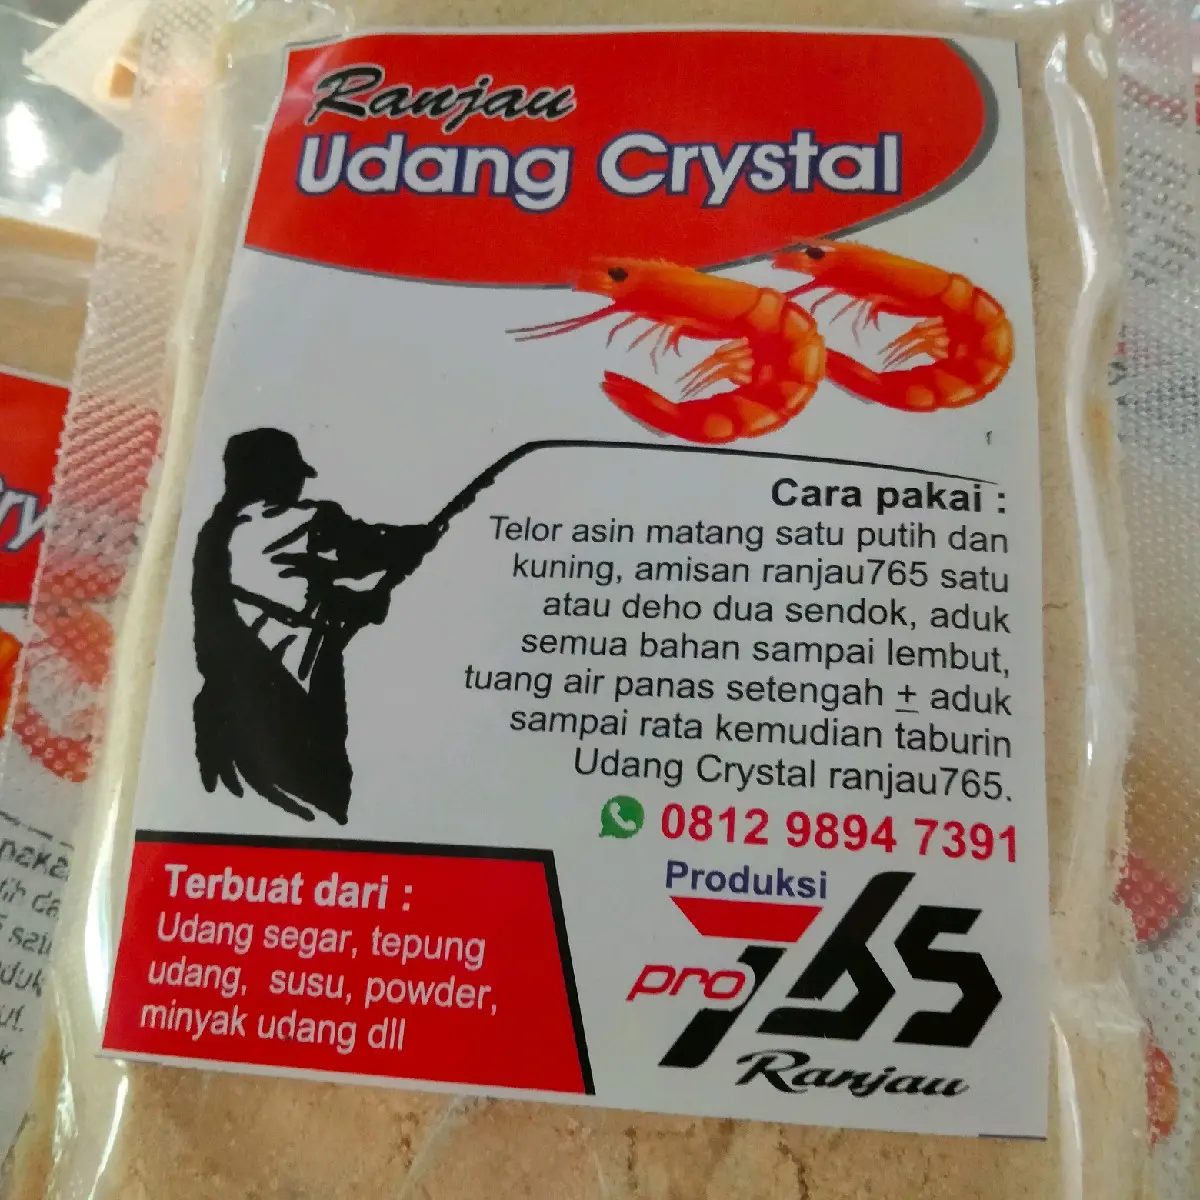 Ranjau
Udang Crystal
Cara pakai :
Telor asin matang satu putih dan
kuning, amisan ranjau765 satu
atau deho dua sendok, aduk
semua bahan sampai lembut,
tuang air panas setengah ± aduk
sampai rata kemudian taburin
Udang Crystal ranjau765.
0812 9894 7391
Terbuat dari :
Udang segar, tepung
udang, susu, powder,
minyak udang dll
Produksi
pro 765
Ranjau